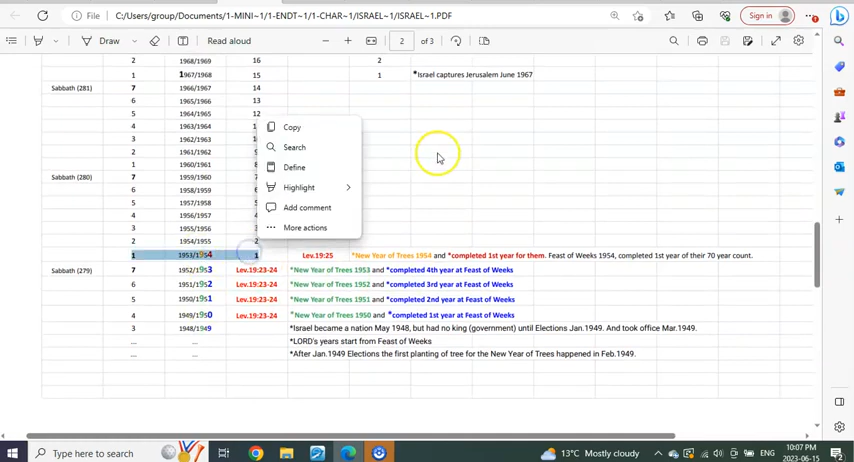 C:/Users/group/Documents/1-MINI~1/1-ENDT~1/1-CHAR~1/ISRAEL~1/ISRAEL~1.PDF
Sign in
Draw
Read aloud
2 of 3
2 1968/1969 16 2
1 1967/1968 15 1 *Israel captures Jerusalem June 1967
Sabbath (281) 7 1966/1967 14
6 1965/1966 13
5 1964/1965 12
4 1963/1964
3 1962/1963
2 1961/1962
1 1960/1961
Sabbath (280) 7 1959/1960
6 1958/1959
5 1957/1958
4 1956/1957
3 1955/1956
2 1954/1955 2
1 1953/1954 1 Lev.19:25 *New Year of Trees 1954 and *completed 1st year for them. Feast of Weeks 1954, completed 1st year of their 70 year count.
Sabbath (279) 7 1952/1953 Lev.19:23-24 *New Year of Trees 1953 and *completed 4th year at Feast of Weeks
6 1951/1952 Lev.19:23-24 *New Year of Trees 1952 and *completed 3rd year at Feast of Weeks
5 1950/1951 Lev.19:23-24 *New Year of Trees 1951 and *completed 2nd year at Feast of Weeks
4 1949/1950 Lev.19:23-24 *New Year of Trees 1950 and *completed 1st year at Feast of Weeks
3 1948/1949 *Israel became a nation May 1948, but had no king (government) until Elections Jan.1949. And took office Mar.1949.
... ... *LORD's years start from Feast of Weeks
... ... *After Jan.1949 Elections the first planting of tree for the New Year of Trees happened in Feb.1949.
Copy
Search
Define
Highlight
Add comment
More actions
Type here to search
13°C Mostly cloudy
ENG
10:07 PM
2023-06-15